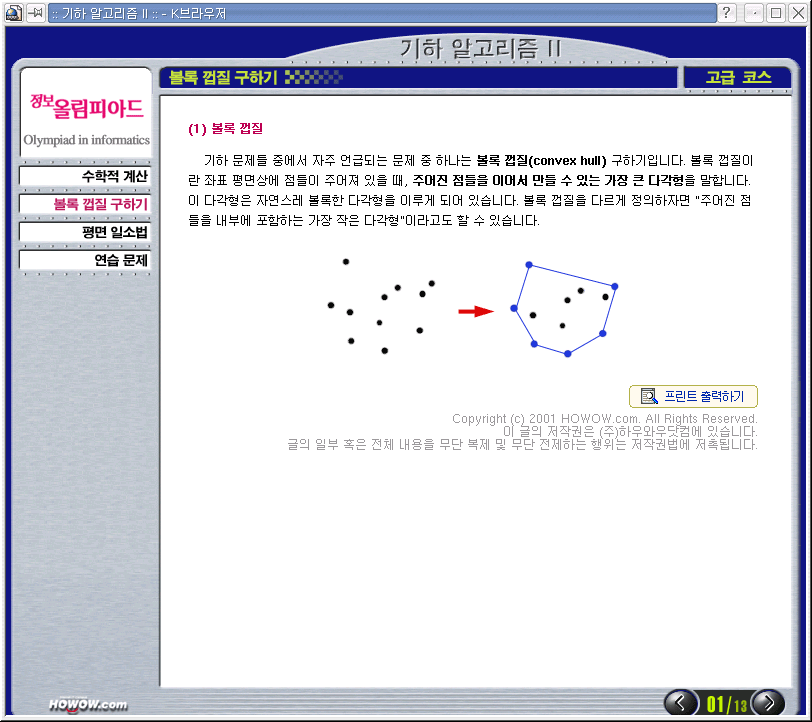 :: 기하 알고리즘 II :: - K브라우저
기하 알고리즘 II
정보올림피아드
Olympiad in informatics
수학적 계산
볼록 껍질 구하기
평면 일소법
연습 문제
볼록 껍질 구하기
고급 코스
(1) 볼록 껍질
기하 문제들 중에서 자주 언급되는 문제 중 하나는 볼록 껍질(convex hull) 구하기입니다. 볼록 껍질이
란 좌표 평면상에 점들이 주어져 있을 때, 주어진 점들을 이어서 만들 수 있는 가장 큰 다각형을 말합니다.
이 다각형은 자연스레 볼록한 다각형을 이루게 되어 있습니다. 볼록 껍질을 다르게 정의하자면 "주어진 점
들을 내부에 포함하는 가장 작은 다각형"이라고도 할 수 있습니다.
프린트 출력하기
Copyright (c) 2001 HOWOW.com. All Rights Reserved.
이 글의 저작권은 (주)하우와우닷컴에 있습니다.
글의 일부 혹은 전체 내용을 무단 복제 및 무단 전제하는 행위는 저작권법에 저촉됩니다.
HOWOW.com
01/13